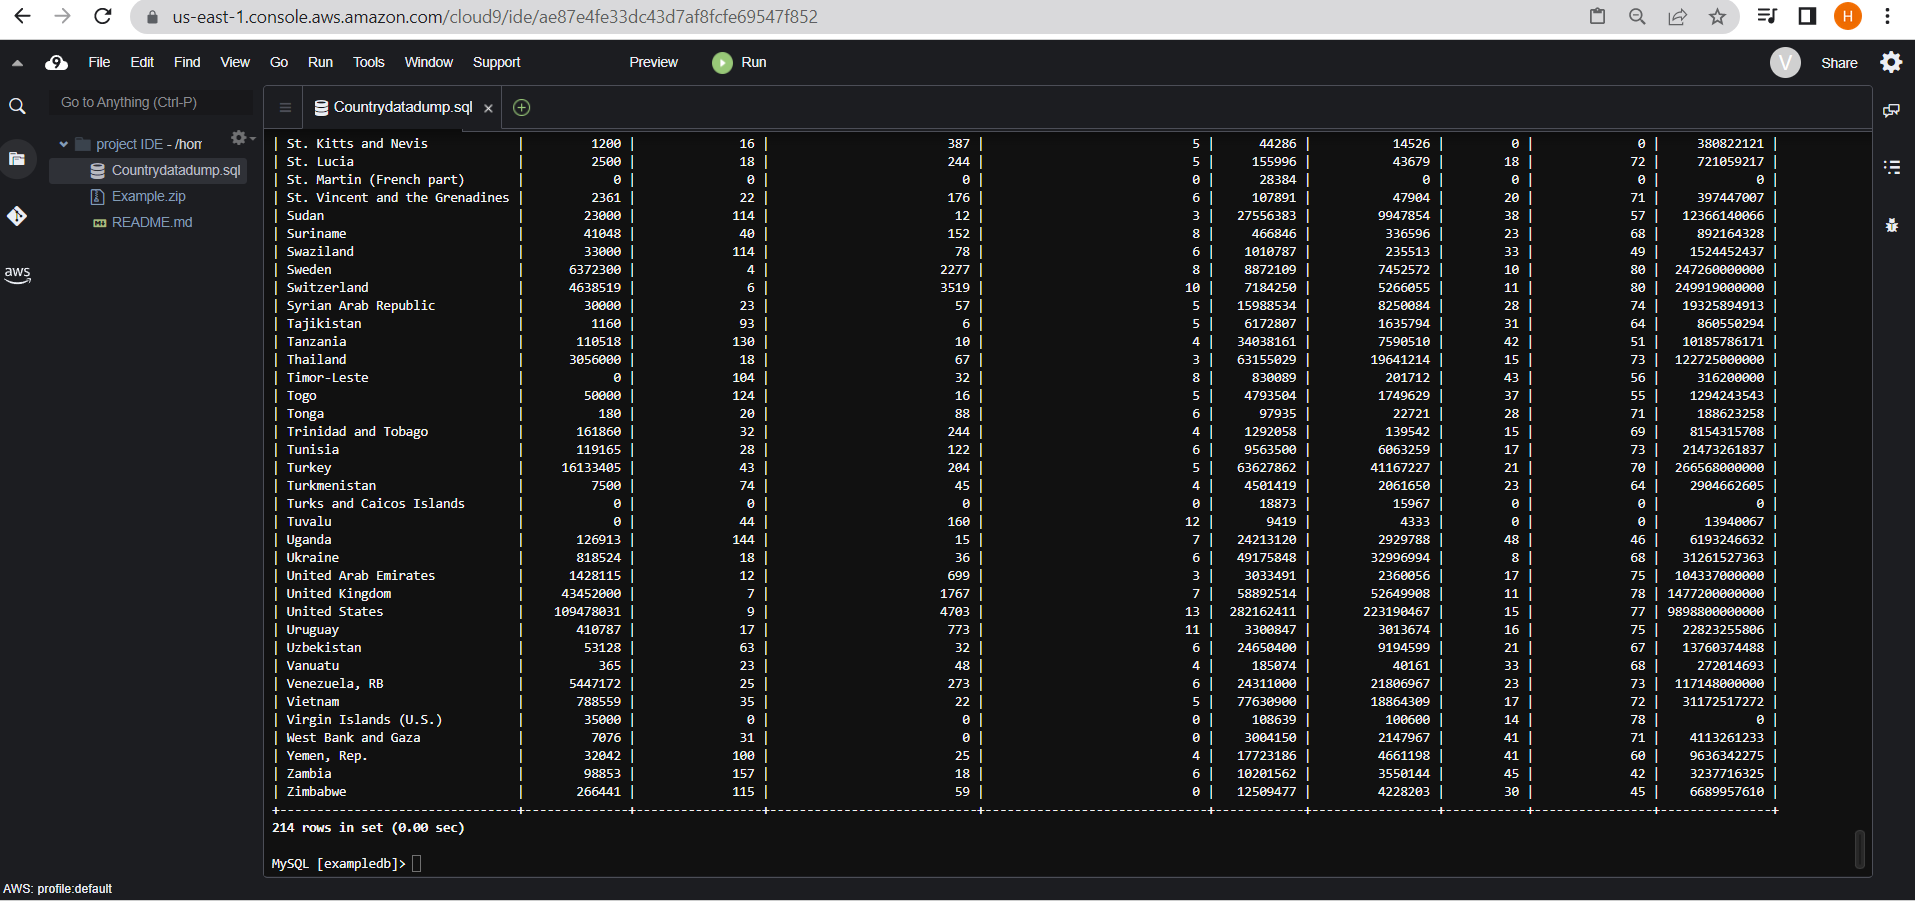 us-east-1.console.aws.amazon.com/cloud9/ide/ae87e4fe33dc43d7af8fcfe69547f852
H
9 File Edit Find View Go Run Tools Window Support Preview Run V Share
Go to Anything (Ctrl-P)
Countrydatadump.sql
project IDE - /hom
Countrydatadump.sql
Example.zip
README.md
aws
| St. Kitts and Nevis | 1200 | 16 | 387 | 5 | 44286 | 14526 | 0 | 0 | 380822121 |
| St. Lucia | 2500 | 18 | 244 | 5 | 155996 | 43679 | 18 | 72 | 721059217 |
| St. Martin (French part) | 0 | 0 | 0 | 0 | 28384 | 0 | 0 | 0 | 0 |
| St. Vincent and the Grenadines | 2361 | 22 | 176 | 6 | 107891 | 47904 | 20 | 71 | 397447007 |
| Sudan | 23000 | 114 | 12 | 3 | 27556383 | 9947854 | 38 | 57 | 12366140066 |
| Suriname | 41048 | 40 | 152 | 8 | 466846 | 336596 | 23 | 68 | 892164328 |
| Swaziland | 33000 | 114 | 78 | 6 | 1010787 | 235513 | 33 | 49 | 1524452437 |
| Sweden | 6372300 | 4 | 2277 | 8 | 8872109 | 7452572 | 10 | 80 | 247260000000 |
| Switzerland | 4638519 | 6 | 3519 | 10 | 7184250 | 5266055 | 11 | 80 | 249919000000 |
| Syrian Arab Republic | 30000 | 23 | 57 | 5 | 15988534 | 8250084 | 28 | 74 | 19325894913 |
| Tajikistan | 1160 | 93 | 6 | 5 | 6172807 | 1635794 | 31 | 64 | 860550294 |
| Tanzania | 110518 | 130 | 10 | 4 | 34038161 | 7590510 | 42 | 51 | 10185786171 |
| Thailand | 3056000 | 18 | 67 | 3 | 63155029 | 19641214 | 15 | 73 | 122725000000 |
| Timor-Leste | 0 | 104 | 32 | 8 | 830089 | 201712 | 43 | 56 | 316200000 |
| Togo | 50000 | 124 | 16 | 5 | 4793504 | 1749629 | 37 | 55 | 1294243543 |
| Tonga | 180 | 20 | 88 | 6 | 97935 | 22721 | 28 | 71 | 188623258 |
| Trinidad and Tobago | 161860 | 32 | 244 | 4 | 1292058 | 139542 | 15 | 69 | 8154315708 |
| Tunisia | 119165 | 28 | 122 | 6 | 9563500 | 6063259 | 17 | 73 | 21473261837 |
| Turkey | 16133405 | 43 | 204 | 5 | 63627862 | 41167227 | 21 | 70 | 266568000000 |
| Turkmenistan | 7500 | 74 | 45 | 4 | 4501419 | 2061650 | 23 | 64 | 2904662605 |
| Turks and Caicos Islands | 0 | 0 | 0 | 0 | 18873 | 15967 | 0 | 0 | 0 |
| Tuvalu | 0 | 44 | 160 | 12 | 9419 | 4333 | 0 | 0 | 13940067 |
| Uganda | 126913 | 144 | 15 | 7 | 24213120 | 2929788 | 48 | 46 | 6193246632 |
| Ukraine | 818524 | 18 | 36 | 6 | 49175848 | 32996994 | 8 | 68 | 31261527363 |
| United Arab Emirates | 1428115 | 12 | 699 | 3 | 3033491 | 2360056 | 17 | 75 | 104337000000 |
| United Kingdom | 43452000 | 7 | 1767 | 7 | 58892514 | 52649908 | 11 | 78 | 1477200000000 |
| United States | 109478031 | 9 | 4703 | 13 | 282162411 | 223190467 | 15 | 77 | 9898800000000 |
| Uruguay | 410787 | 17 | 773 | 11 | 3300847 | 3013674 | 16 | 75 | 22823255806 |
| Uzbekistan | 53128 | 63 | 32 | 6 | 24650400 | 9194599 | 21 | 67 | 13760374488 |
| Vanuatu | 365 | 23 | 48 | 4 | 185074 | 40161 | 33 | 68 | 272014693 |
| Venezuela, RB | 5447172 | 25 | 273 | 6 | 24311000 | 21806967 | 23 | 73 | 117148000000 |
| Vietnam | 788559 | 35 | 22 | 5 | 77630900 | 18864309 | 17 | 72 | 31172517272 |
| Virgin Islands (U.S.) | 35000 | 0 | 0 | 0 | 108639 | 100600 | 14 | 78 | 0 |
| West Bank and Gaza | 7076 | 31 | 0 | 0 | 3004150 | 2147967 | 41 | 71 | 4113261233 |
| Yemen, Rep. | 32042 | 100 | 25 | 4 | 17723186 | 4661198 | 41 | 60 | 9636342275 |
| Zambia | 98853 | 157 | 18 | 6 | 10201562 | 3550144 | 45 | 42 | 3237716325 |
| Zimbabwe | 266441 | 115 | 59 | 0 | 12509477 | 4228203 | 30 | 45 | 6689957610 |
214 rows in set (0.00 sec)
MySQL [exampledb]>
AWS: profile:default